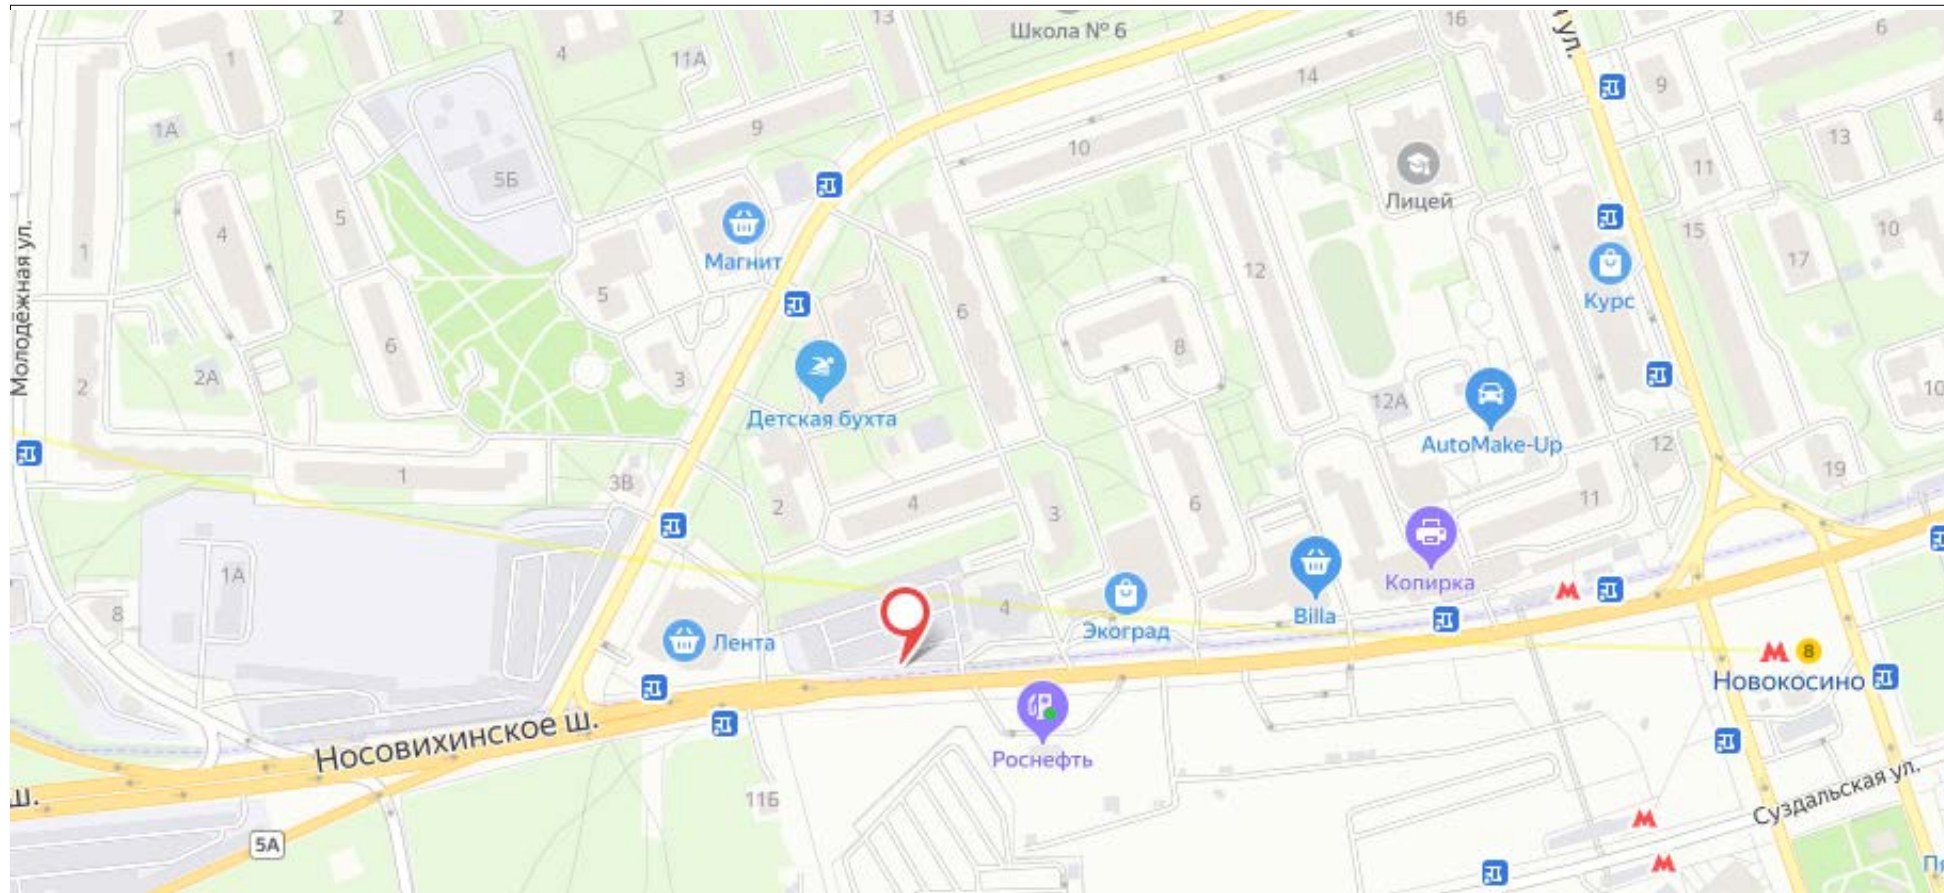 2
13
Школа № 6
16
ул.
6
1
4
11А
14
9
1А
9
10
13
4
5Б
11
Лицей
5
4
Магнит
12
15
10
Курс
17
1
5
6
Молодёжная ул.
6
8
2А
2
3
Детская бухта
12А
10
AutoMake-Up
12
19
1
3В
2
4
3
6
11
Копирка
1А
8
4
Экоград
Billa
Лента
8
Новокосино
Носовихинское ш.
Роснефть
ш.
11Б
Суздальская ул.
5А